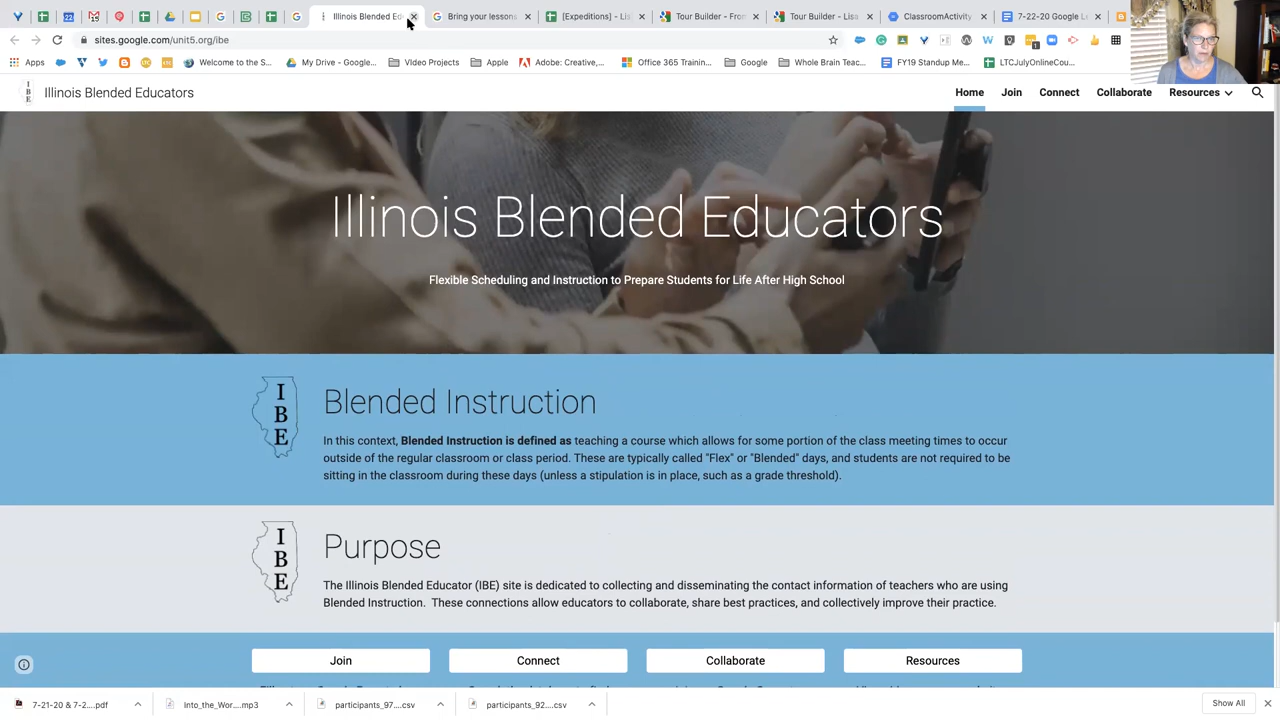 Illinois Blended Ed
Bring your lessons
[Expeditions] - Lis
Tour Builder - From
Tour Builder - Lisa
ClassroomActivity
7-22-20 Google Le
sites.google.com/unit5.org/ibe
Apps
Welcome to the S...
My Drive - Google...
Video Projects
Apple
Adobe: Creative,...
Office 365 Trainin...
Google
Whole Brain Teac...
FY19 Standup Me...
LTCJulyOnlineCou...
IBE
Illinois Blended Educators
Home
Join
Connect
Collaborate
Resources
Illinois Blended Educators
Flexible Scheduling and Instruction to Prepare Students for Life After High School
I
B
E
Blended Instruction
In this context, Blended Instruction is defined as teaching a course which allows for some portion of the class meeting times to occur
outside of the regular classroom or class period. These are typically called "Flex" or "Blended" days, and students are not required to be
sitting in the classroom during these days (unless a stipulation is in place, such as a grade threshold).
I
B
E
Purpose
The Illinois Blended Educator (IBE) site is dedicated to collecting and disseminating the contact information of teachers who are using
Blended Instruction. These connections allow educators to collaborate, share best practices, and collectively improve their practice.
Join
Connect
Collaborate
Resources
7-21-20 & 7-2....pdf
Into_the_Wor....mp3
participants_97....csv
participants_92....csv
Show All